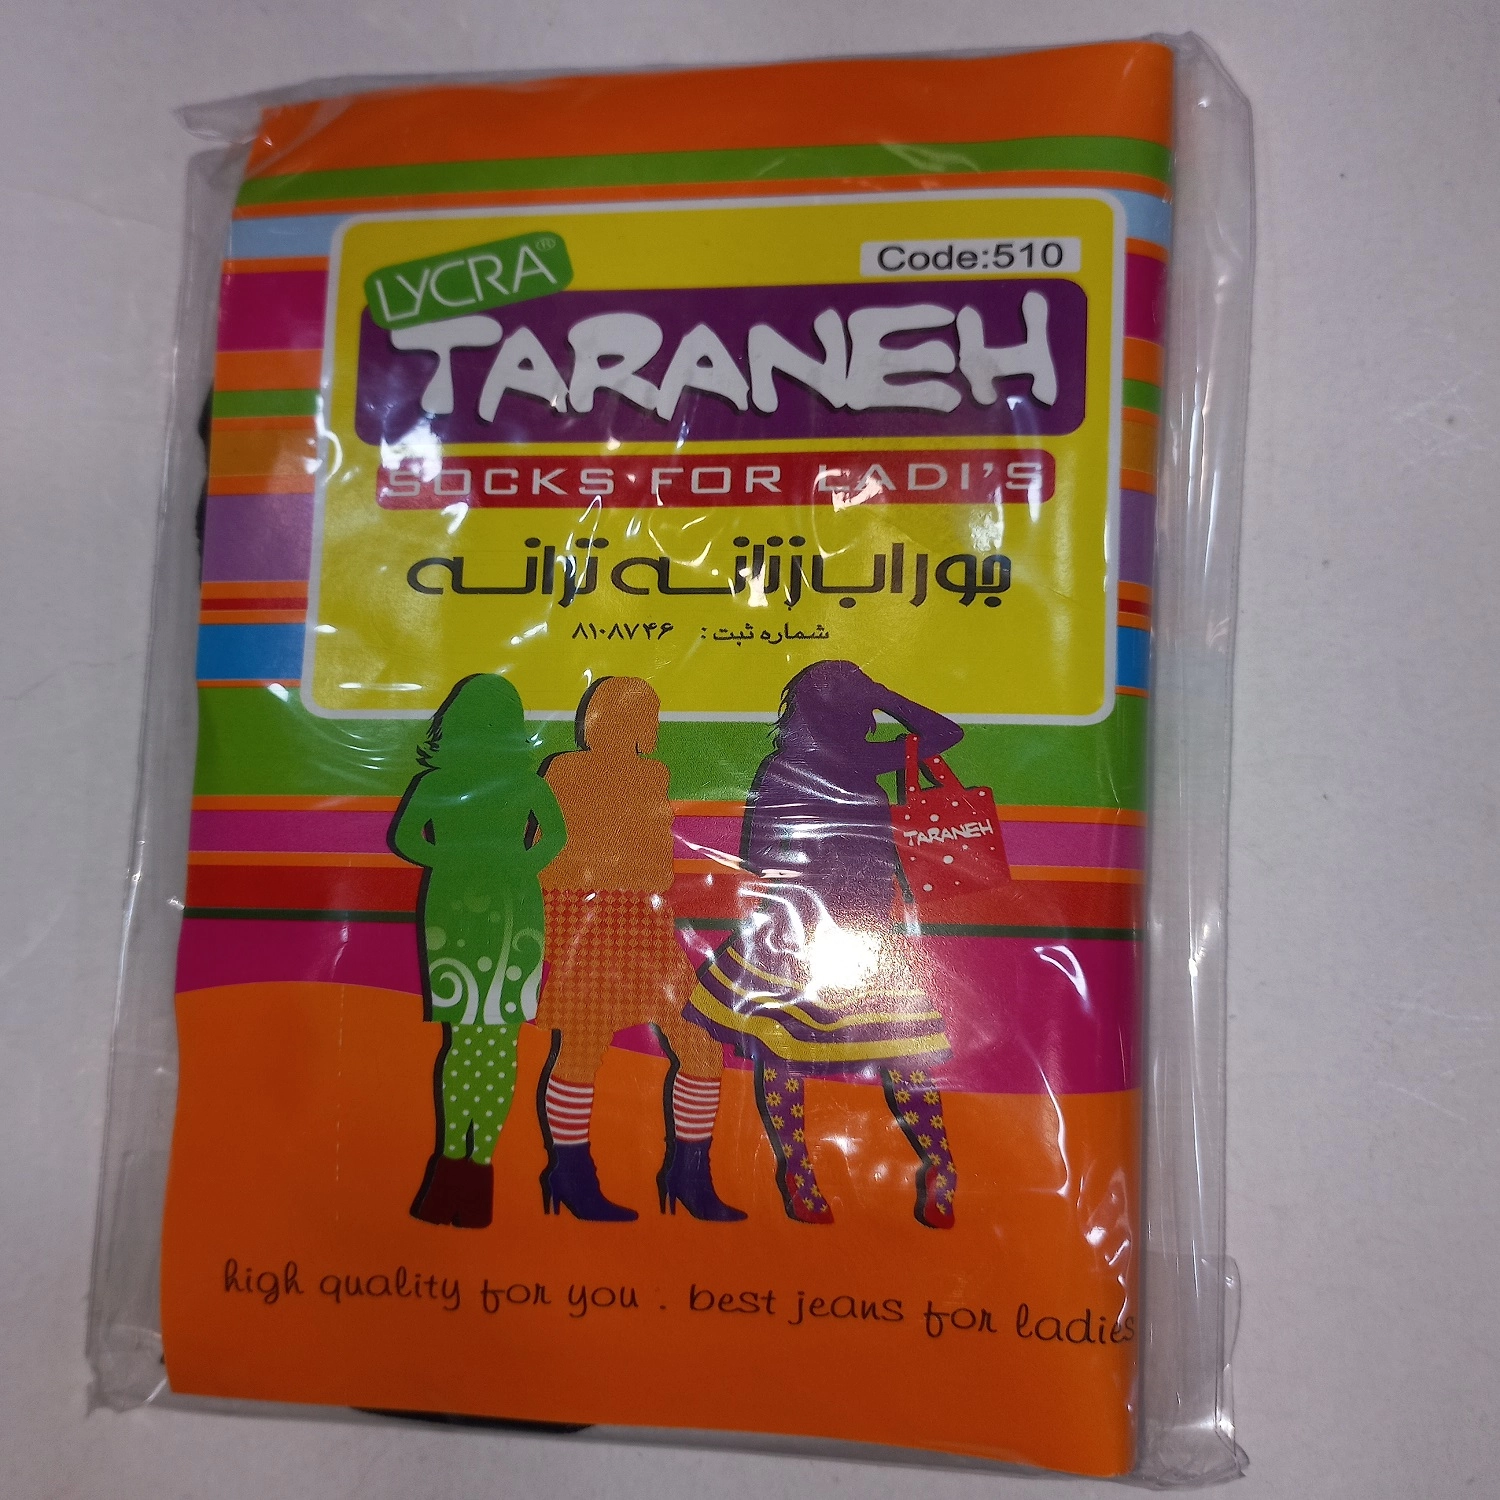 LYCRA®
Code:510
TARANEH
SOCKS FOR LADI'S
جوراب زنانه ترانه
شماره ثبت: ۸۱۰۸۷۴۶
TARANEH
high quality for you . best jeans for ladies